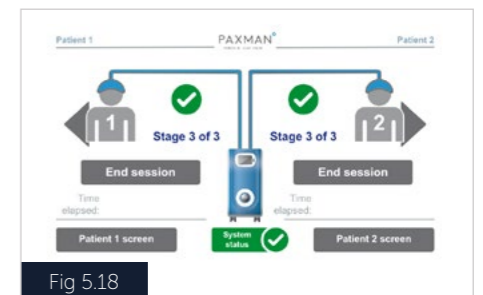 Patient 1 PAXMAN Patient 2
1 2
Stage 3 of 3 Stage 3 of 3
End session End session
Time elapsed: Time elapsed:
Patient 1 screen System status Patient 2 screen
Fig 5.18